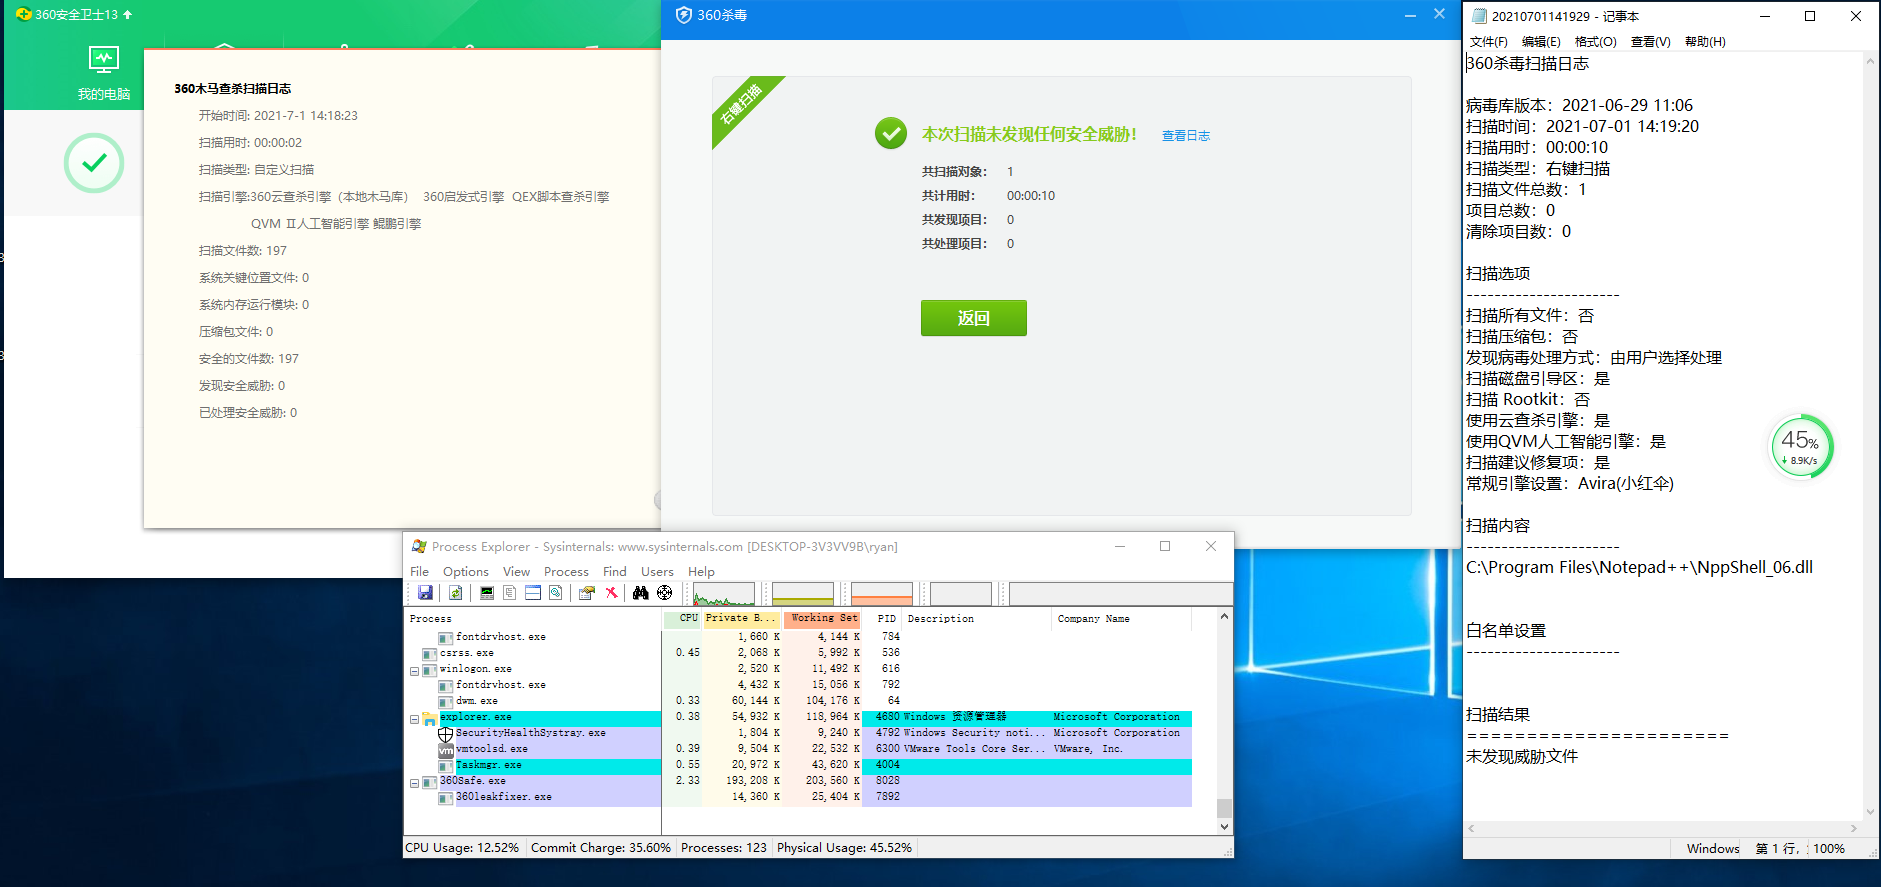 360安全卫士13
我的电脑
360木马查杀扫描日志
开始时间: 2021-7-1 14:18:23
扫描用时: 00:00:02
扫描类型: 自定义扫描
扫描引擎:360云查杀引擎（本地木马库） 360启发式引擎 QEX脚本查杀引擎
QVM Ⅱ人工智能引擎 鲲鹏引擎
扫描文件数: 197
系统关键位置文件: 0
系统内存运行模块: 0
压缩包文件: 0
安全的文件数: 197
发现安全威胁: 0
已处理安全威胁: 0
360杀毒
右键扫描
本次扫描未发现任何安全威胁! 查看日志
共扫描对象： 1
共计用时： 00:00:10
共发现项目： 0
共处理项目： 0
返回
20210701141929 - 记事本
文件(F) 编辑(E) 格式(O) 查看(V) 帮助(H)
360杀毒扫描日志
病毒库版本：2021-06-29 11:06
扫描时间：2021-07-01 14:19:20
扫描用时：00:00:10
扫描类型：右键扫描
扫描文件总数：1
项目总数：0
清除项目数：0
扫描选项
----------------------
扫描所有文件：否
扫描压缩包：否
发现病毒处理方式：由用户选择处理
扫描磁盘引导区：是
扫描 Rootkit：否
使用云查杀引擎：是
使用QVM人工智能引擎：是
扫描建议修复项：是
常规引擎设置：Avira(小红伞)
扫描内容
----------------------
C:\Program Files\Notepad++\NppShell_06.dll
白名单设置
----------------------
扫描结果
======================
未发现威胁文件
Windows 第 1 行, 100%
45%
8.9K/s
Process Explorer - Sysinternals: www.sysinternals.com [DESKTOP-3V3VV9B\ryan]
File Options View Process Find Users Help
Process CPU Private B... Working Set PID Description Company Name
fontdrvhost.exe 1,660 K 4,144 K 784
csrss.exe 0.45 2,068 K 5,992 K 536
winlogon.exe 2,520 K 11,492 K 616
fontdrvhost.exe 4,432 K 15,056 K 792
dwm.exe 0.33 60,144 K 104,176 K 64
explorer.exe 0.38 54,932 K 118,964 K 4680 Windows 资源管理器 Microsoft Corporation
SecurityHealthSystray.exe 1,804 K 9,240 K 4792 Windows Security noti... Microsoft Corporation
vmtoolsd.exe 0.39 9,504 K 22,532 K 6300 VMware Tools Core Ser... VMware, Inc.
Taskmgr.exe 0.55 20,972 K 43,620 K 4004
360Safe.exe 2.33 193,208 K 203,560 K 8028
360leakfixer.exe 14,360 K 25,404 K 7892
CPU Usage: 12.52% Commit Charge: 35.60% Processes: 123 Physical Usage: 45.52%